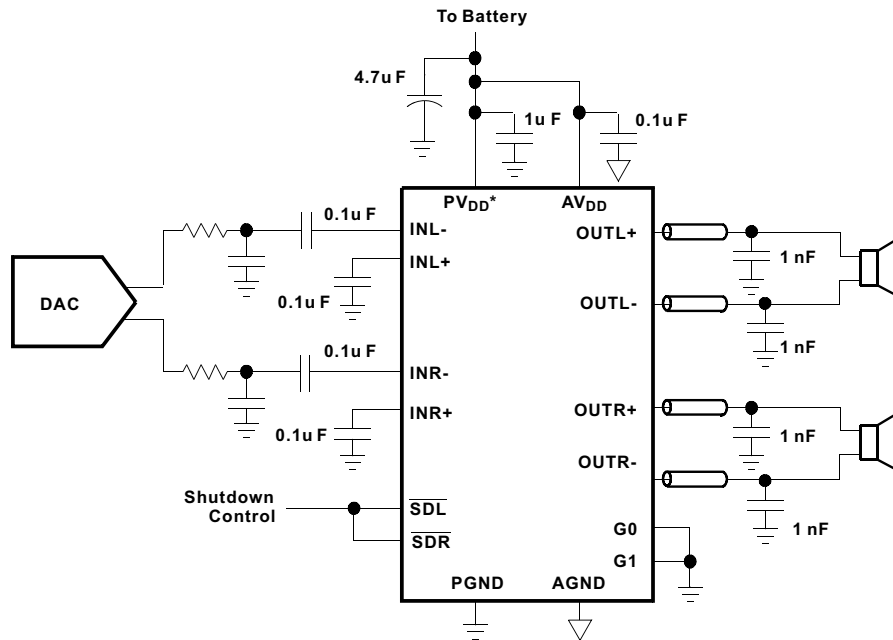 To Battery
4.7u F
1u F
0.1u F
PVDD*
AVDD
0.1u F
INL-
OUTL+
INL+
1 nF
DAC
0.1u F
OUTL-
1 nF
0.1u F
INR-
INR+
OUTR+
0.1u F
1 nF
OUTR-
Shutdown
Control
SDL
SDR
G0
1 nF
G1
PGND
AGND